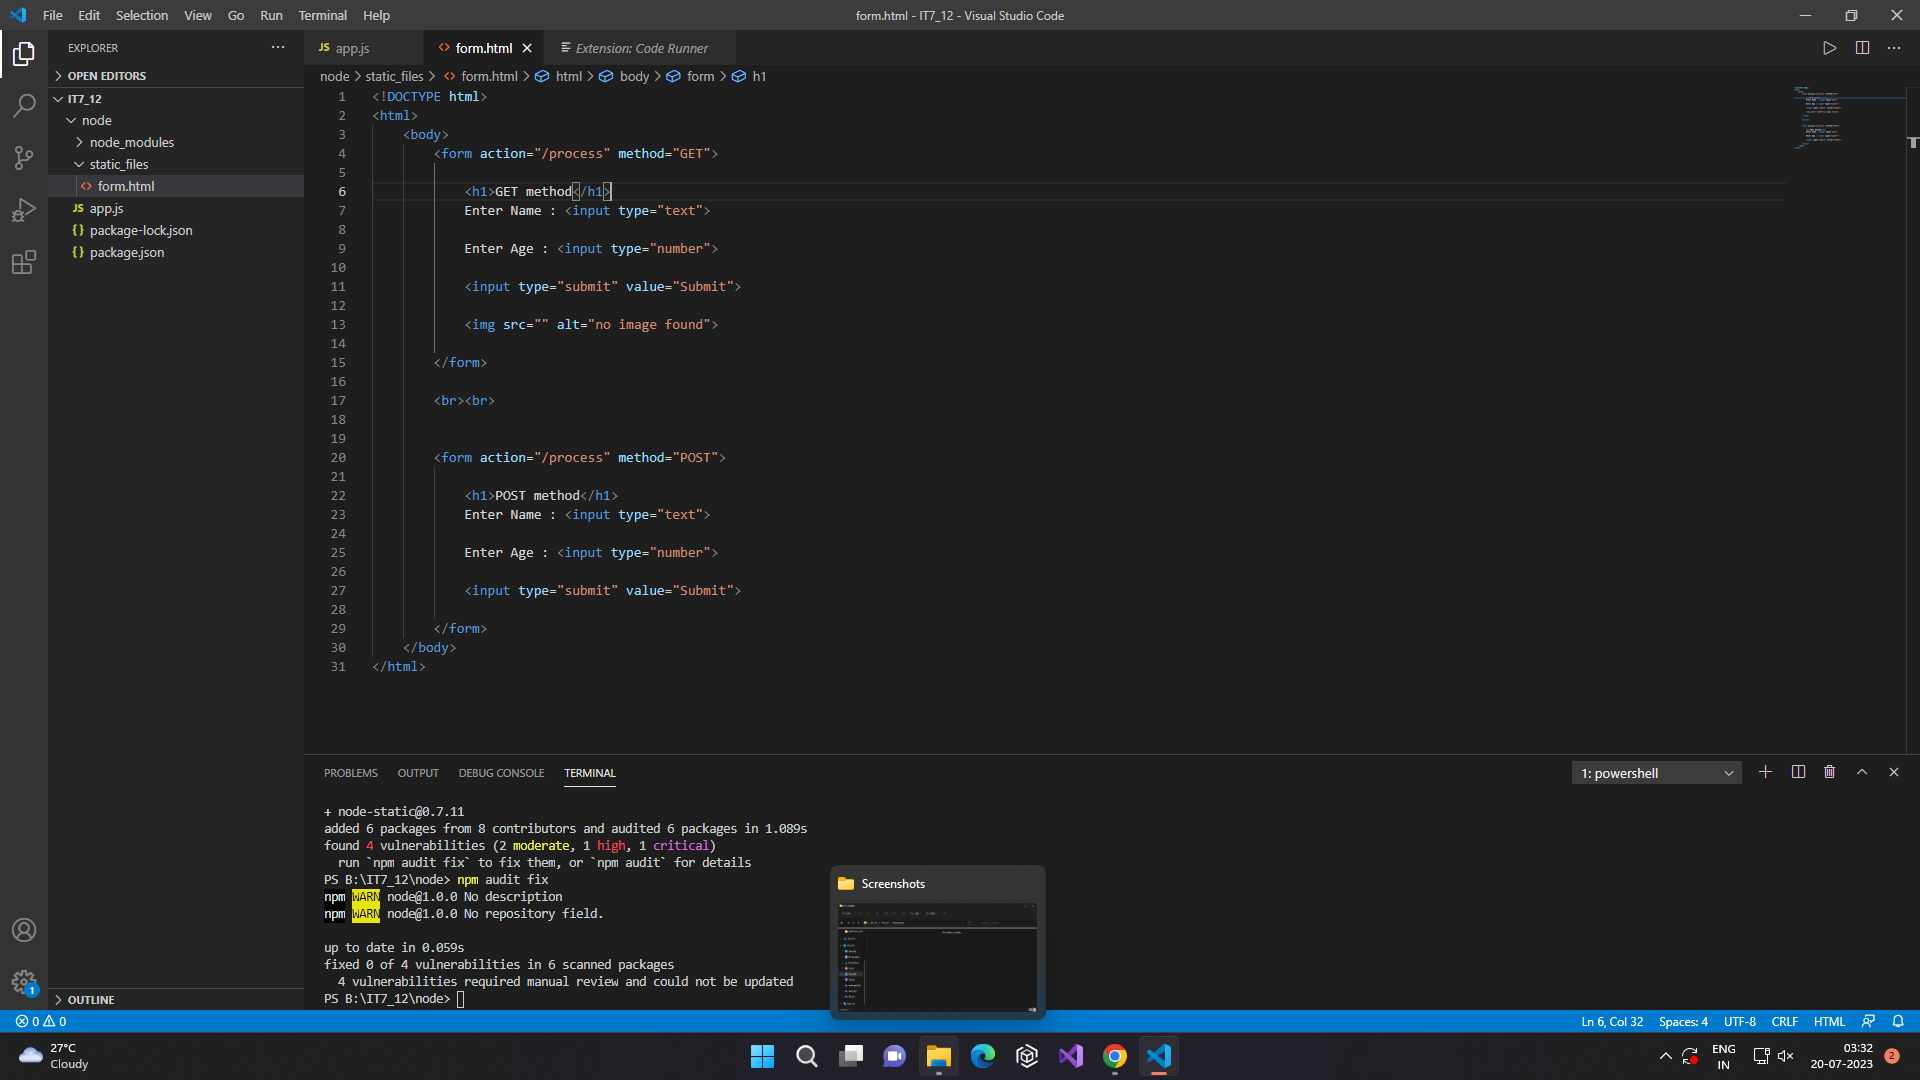 File Edit Selection View Go Run Terminal Help
form.html - IT7_12 - Visual Studio Code
EXPLORER
OPEN EDITORS
IT7_12
node
node_modules
static_files
form.html
JS app.js
{} package-lock.json
{} package.json
OUTLINE
JS app.js
<> form.html
Extension: Code Runner
node > static_files > <> form.html > html > body > form > h1
1 <!DOCTYPE html>
2 <html>
3 <body>
4 <form action="/process" method="GET">
5
6 <h1>GET method</h1>
7 Enter Name : <input type="text">
8
9 Enter Age : <input type="number">
10
11 <input type="submit" value="Submit">
12
13 <img src="" alt="no image found">
14
15 </form>
16
17 <br><br>
18
19
20 <form action="/process" method="POST">
21
22 <h1>POST method</h1>
23 Enter Name : <input type="text">
24
25 Enter Age : <input type="number">
26
27 <input type="submit" value="Submit">
28
29 </form>
30 </body>
31 </html>
PROBLEMS OUTPUT DEBUG CONSOLE TERMINAL
1: powershell
+ node-static@0.7.11
added 6 packages from 8 contributors and audited 6 packages in 1.089s
found 4 vulnerabilities (2 moderate, 1 high, 1 critical)
run `npm audit fix` to fix them, or `npm audit` for details
PS B:\IT7_12\node> npm audit fix
npm WARN node@1.0.0 No description
npm WARN node@1.0.0 No repository field.
up to date in 0.059s
fixed 0 of 4 vulnerabilities in 6 scanned packages
4 vulnerabilities required manual review and could not be updated
PS B:\IT7_12\node>
Screenshots
1
0 0
Ln 6, Col 32 Spaces: 4 UTF-8 CRLF HTML
27°C
Cloudy
ENG
IN
03:32
20-07-2023
2